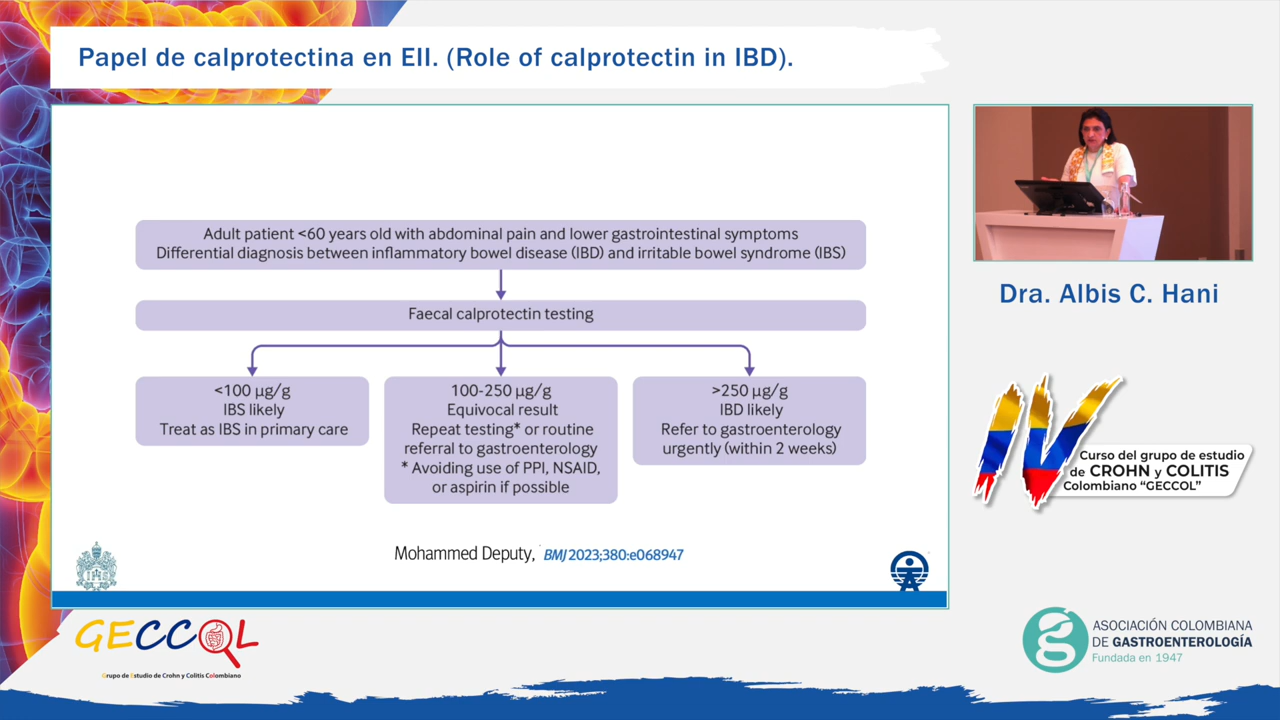 Papel de calprotectina en EII. (Role of calprotectin in IBD).
Adult patient <60 years old with abdominal pain and lower gastrointestinal symptoms
Differential diagnosis between inflammatory bowel disease (IBD) and irritable bowel syndrome (IBS)
Faecal calprotectin testing
<100 µg/g
IBS likely
Treat as IBS in primary care
100-250 µg/g
Equivocal result
Repeat testing* or routine
referral to gastroenterology
* Avoiding use of PPI, NSAID,
or aspirin if possible
>250 µg/g
IBD likely
Refer to gastroenterology
urgently (within 2 weeks)
Mohammed Deputy, BMJ 2023;380:e068947
Dra. Albis C. Hani
IV
Curso del grupo de estudio
de CROHN y COLITIS
Colombiano “GECCOL”
GECCOL
Grupo de Estudio de Crohn y Colitis Colombiano
ASOCIACIÓN COLOMBIANA
DE GASTROENTEROLOGÍA
Fundada en 1947